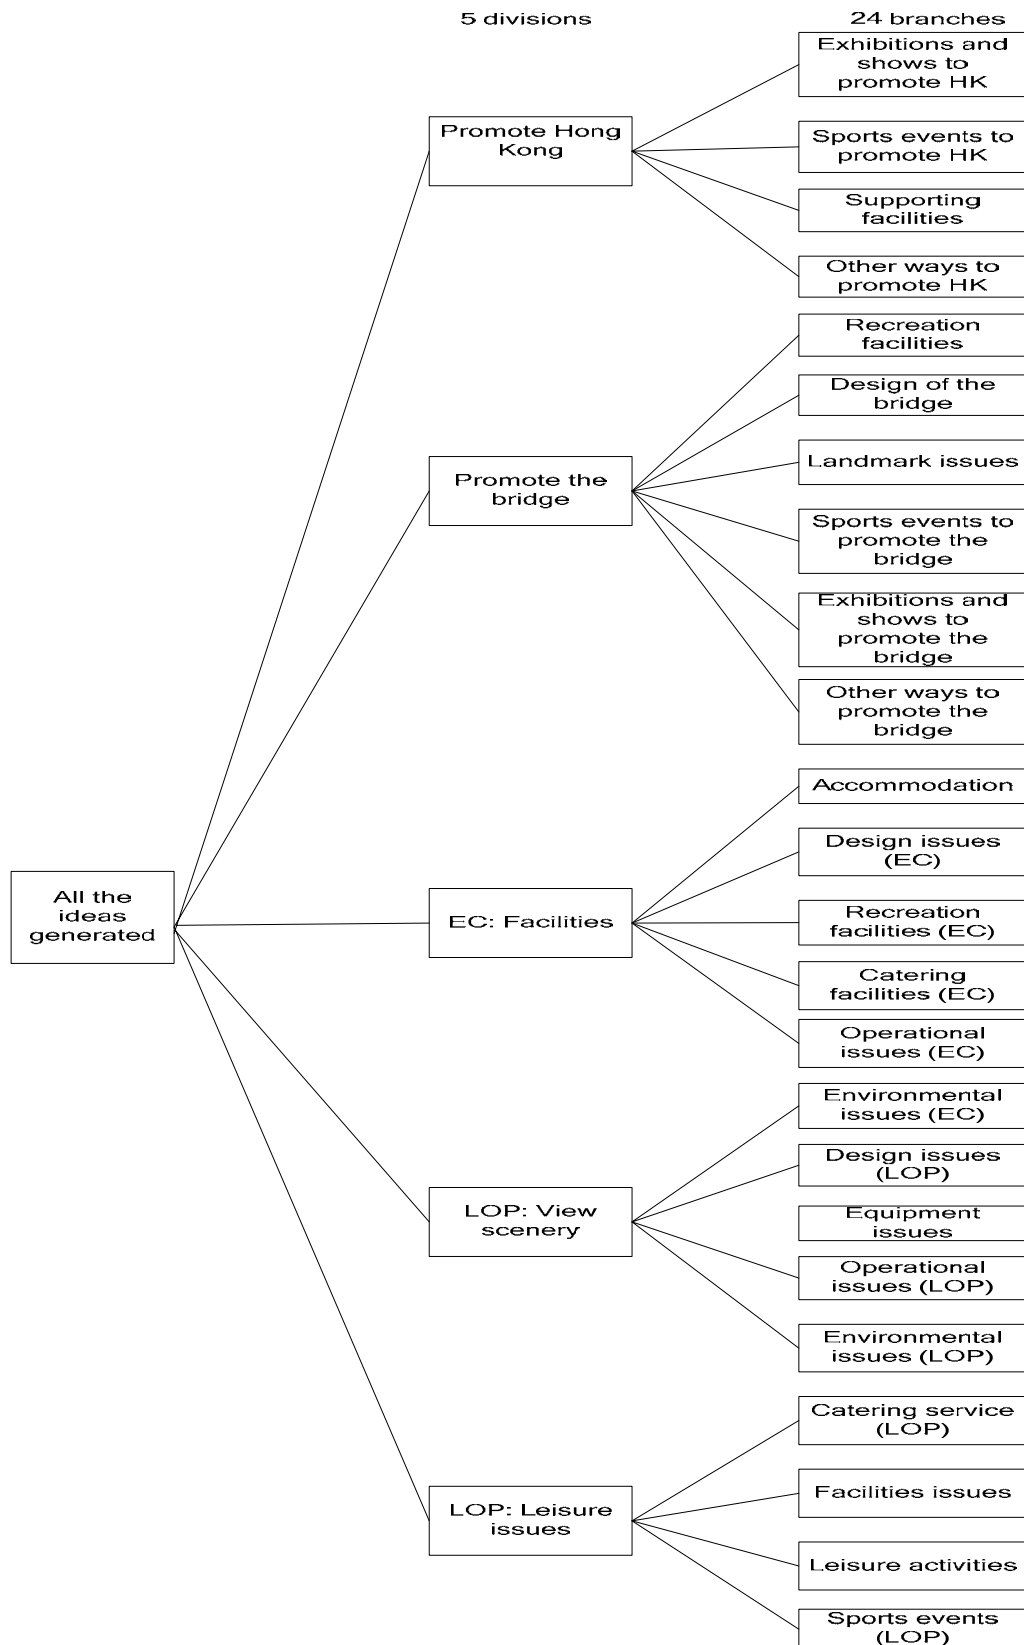 5 divisions
24 branches
Exhibitions and
shows to
promote HK
Promote Hong
Kong
Sports events to
promote HK
Supporting
facilities
Other ways to
promote HK
Recreation
facilities
Design of the
bridge
Promote the
bridge
Landmark issues
Sports events to
promote the
bridge
Exhibitions and
shows to
promote the
bridge
Other ways to
promote the
bridge
Accommodation
Design issues
(EC)
All the
ideas
generated
EC: Facilities
Recreation
facilities (EC)
Catering
facilities (EC)
Operational
issues (EC)
Environmental
issues (EC)
Design issues
(LOP)
LOP: View
scenery
Equipment
issues
Operational
issues (LOP)
Environmental
issues (LOP)
Catering service
(LOP)
Facilities issues
LOP: Leisure
issues
Leisure activities
Sports events
(LOP)